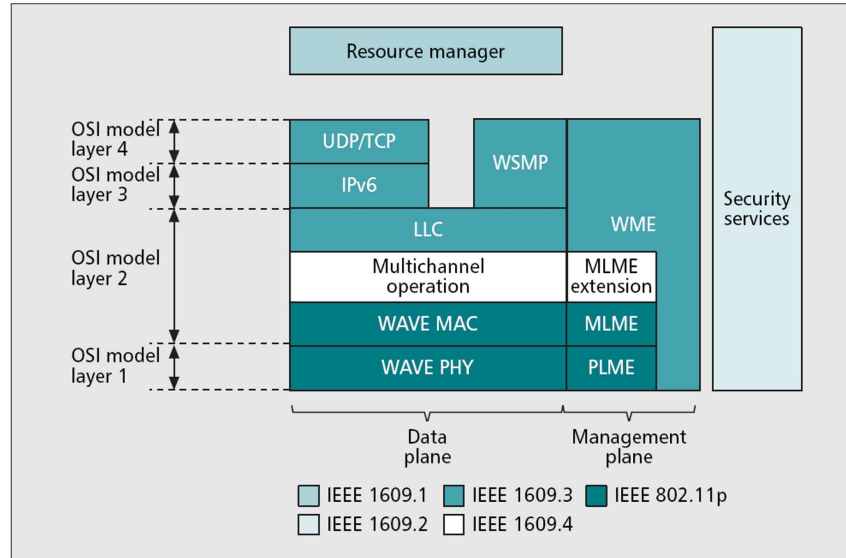 Resource manager
OSI model
layer 4
UDP/TCP
WSMP
OSI model
layer 3
IPv6
Security
services
LLC
WME
OSI model
layer 2
Multichannel
operation
MLME
extension
WAVE MAC
MLME
OSI model
layer 1
WAVE PHY
PLME
Data
plane
Management
plane
IEEE 1609.1
IEEE 1609.3
IEEE 802.11p
IEEE 1609.2
IEEE 1609.4